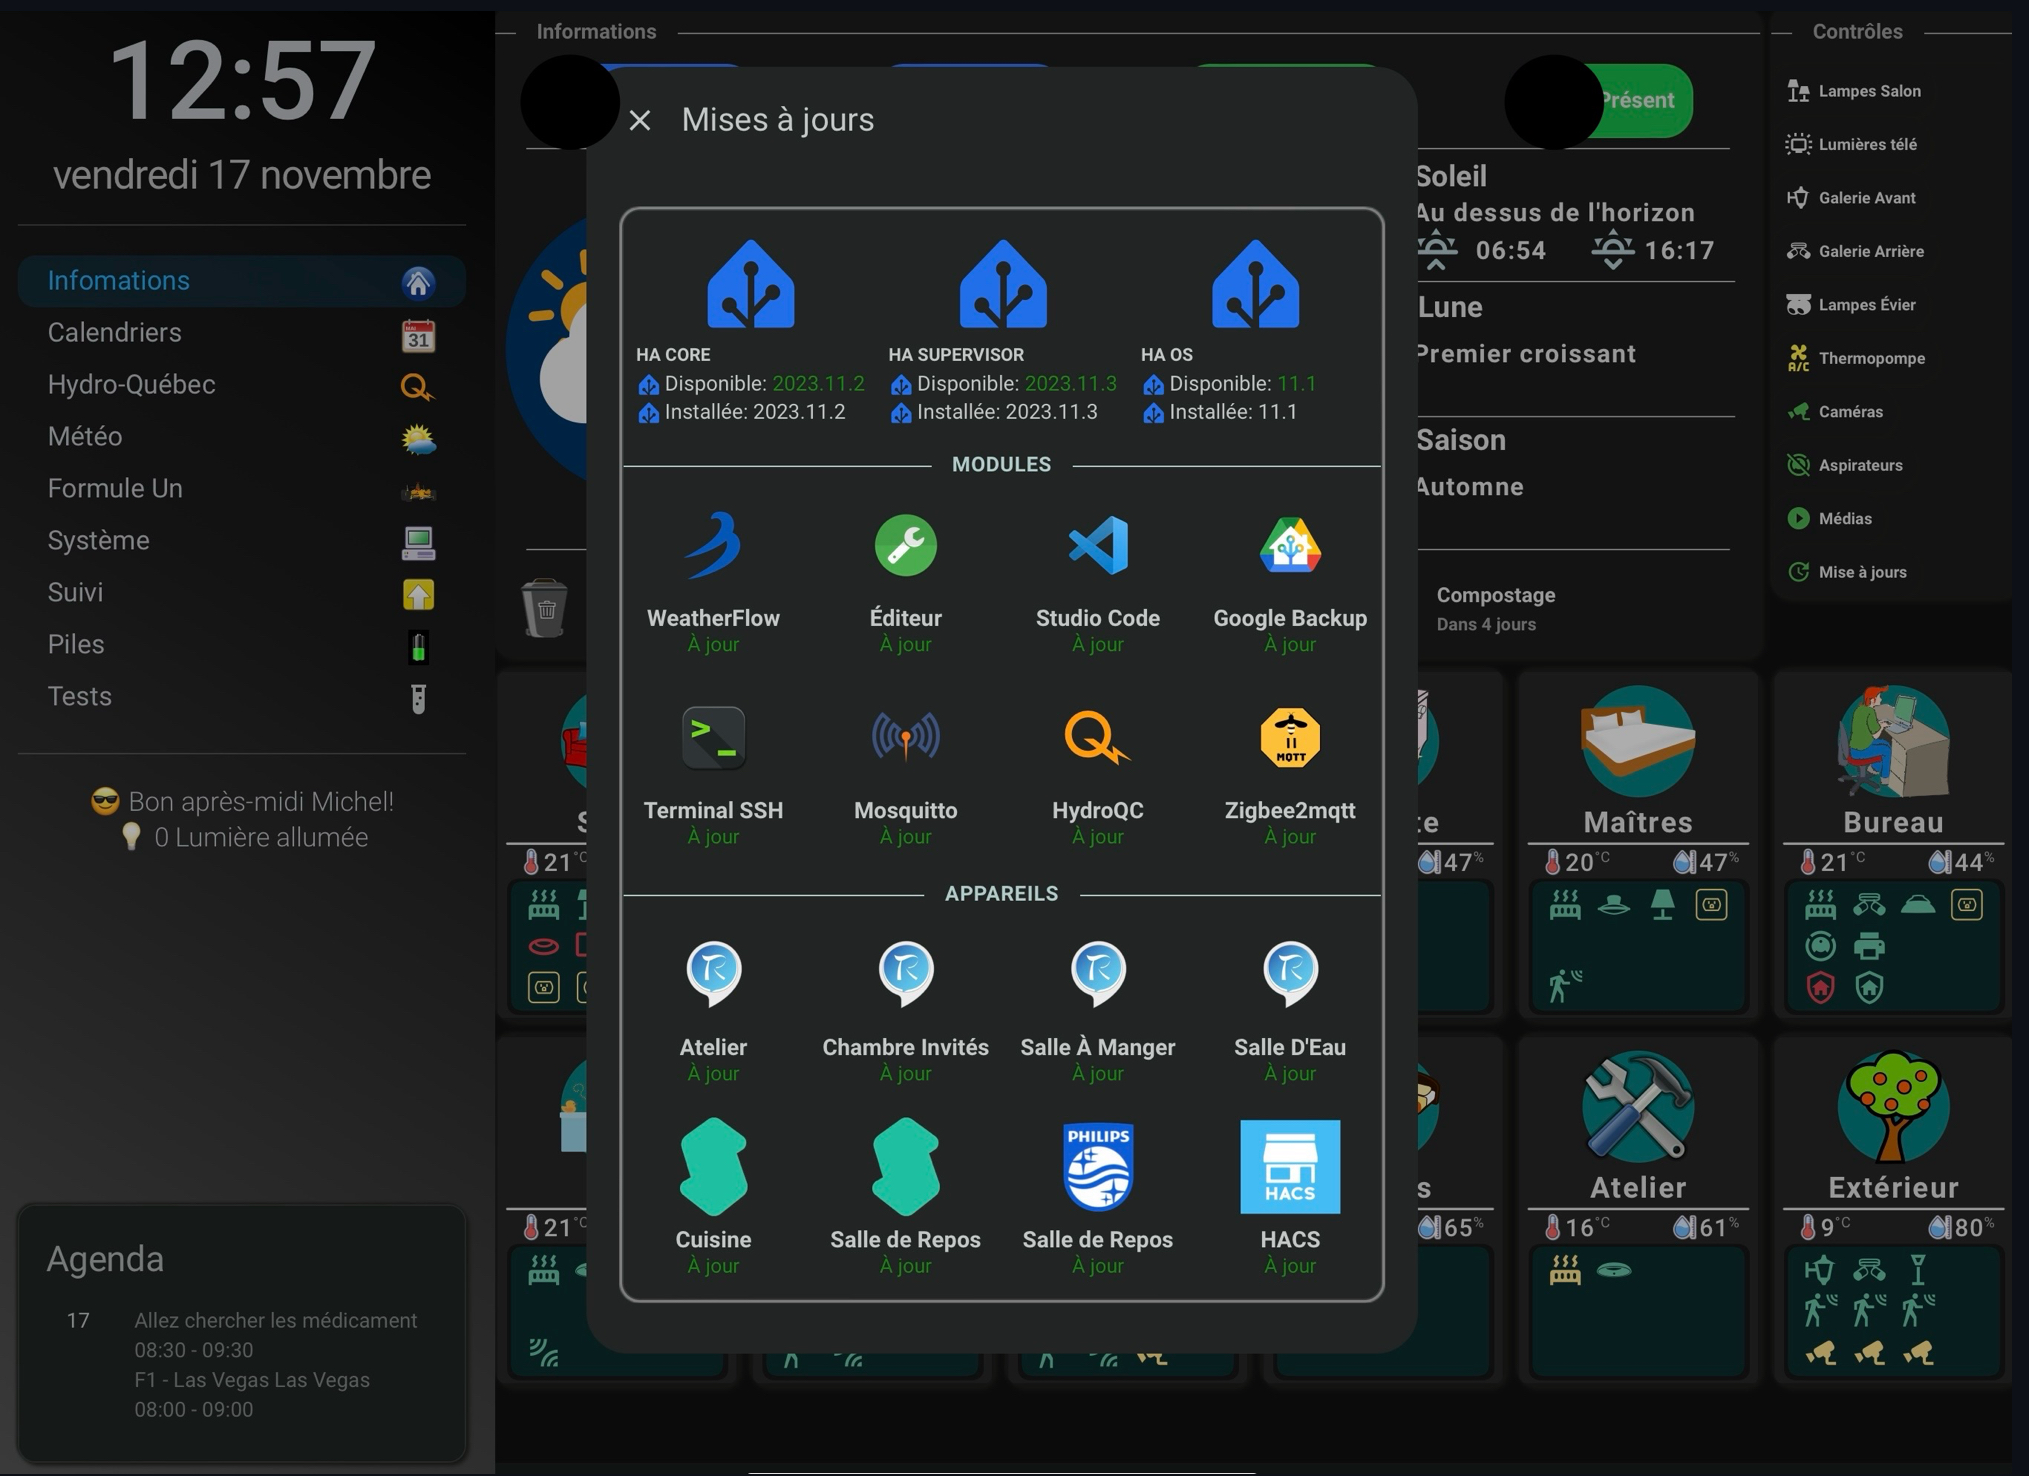 12:57
vendredi 17 novembre
Infomations
Calendriers
Hydro-Québec
Météo
Formule Un
Système
Suivi
Piles
Tests
😎 Bon après-midi Michel!
💡 0 Lumière allumée
Agenda
17 Allez chercher les médicament
08:30 - 09:30
F1 - Las Vegas Las Vegas
08:00 - 09:00
Informations
Présent
Mises à jours
HA CORE
Disponible: 2023.11.2
Installée: 2023.11.2
HA SUPERVISOR
Disponible: 2023.11.3
Installée: 2023.11.3
HA OS
Disponible: 11.1
Installée: 11.1
MODULES
WeatherFlow
À jour
Éditeur
À jour
Studio Code
À jour
Google Backup
À jour
Terminal SSH
À jour
Mosquitto
À jour
HydroQC
À jour
MQTT
Zigbee2mqtt
À jour
APPAREILS
Atelier
À jour
Chambre Invités
À jour
Salle À Manger
À jour
Salle D'Eau
À jour
Cuisine
À jour
Salle de Repos
À jour
PHILIPS
Salle de Repos
À jour
HACS
HACS
À jour
Soleil
Au dessus de l'horizon
06:54 16:17
Lune
Premier croissant
Saison
Automne
Compostage
Dans 4 jours
Contrôles
Lampes Salon
Lumières télé
Galerie Avant
Galerie Arrière
Lampes Évier
A/C
Thermopompe
Caméras
Aspirateurs
Médias
Mise à jours
21°C
47%
Maîtres
20°C 47%
Bureau
21°C 44%
21°C
65%
Atelier
16°C 61%
Extérieur
9°C 80%